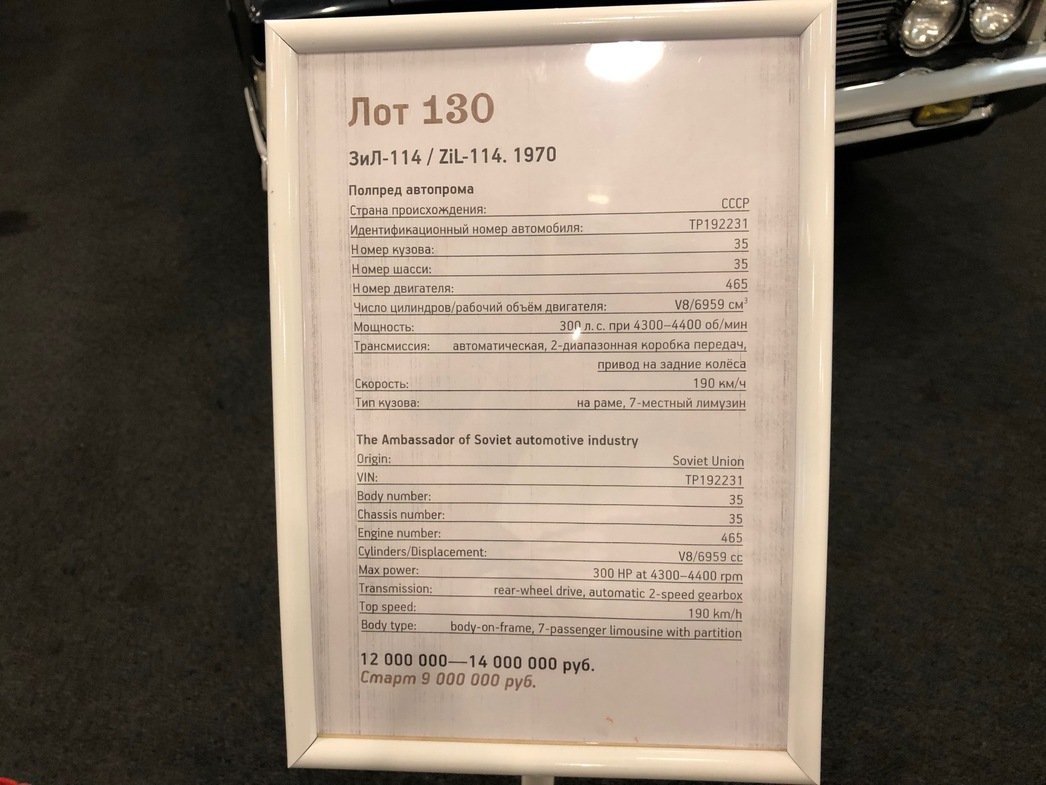 Лот 130
ЗиЛ-114 / ZiL-114. 1970
Полпред автопрома
Страна происхождения: СССР
Идентификационный номер автомобиля: ТР192231
Номер кузова: 35
Номер шасси: 35
Номер двигателя: 465
Число цилиндров/рабочий объём двигателя: V8/6959 см³
Мощность: 300 л. с. при 4300–4400 об/мин
Трансмиссия: автоматическая, 2-диапазонная коробка передач,
привод на задние колёса
Скорость: 190 км/ч
Тип кузова: на раме, 7-местный лимузин
The Ambassador of Soviet automotive industry
Origin: Soviet Union
VIN: TP192231
Body number: 35
Chassis number: 35
Engine number: 465
Cylinders/Displacement: V8/6959 cc
Max power: 300 HP at 4300–4400 rpm
Transmission: rear-wheel drive, automatic 2-speed gearbox
Top speed: 190 km/h
Body type: body-on-frame, 7-passenger limousine with partition
12 000 000—14 000 000 руб.
Старт 9 000 000 руб.